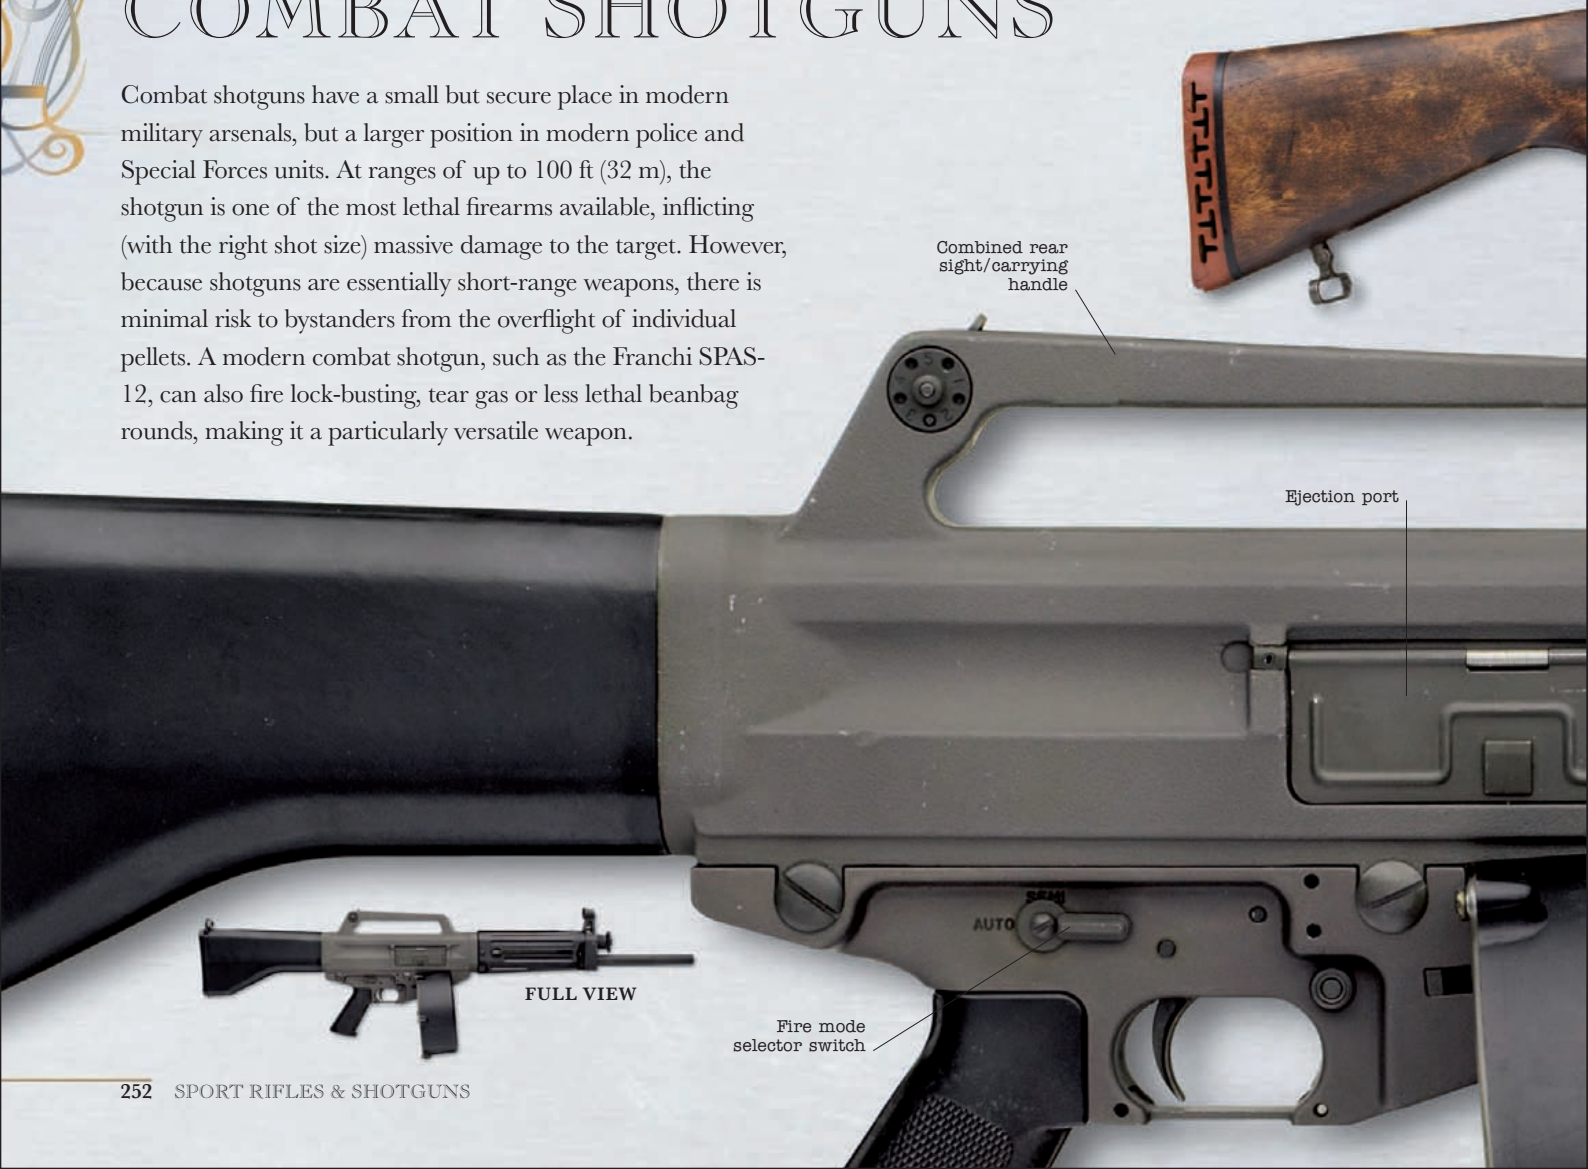 COMBAT SHOTGUNS
Combat shotguns have a small but secure place in modern
military arsenals, but a larger position in modern police and
Special Forces units. At ranges of up to 100 ft (32 m), the
shotgun is one of the most lethal firearms available, inflicting
(with the right shot size) massive damage to the target. However,
because shotguns are essentially short-range weapons, there is
minimal risk to bystanders from the overflight of individual
pellets. A modern combat shotgun, such as the Franchi SPAS-
12, can also fire lock-busting, tear gas or less lethal beanbag
rounds, making it a particularly versatile weapon.
Combined rear
sight/carrying
handle
5
1
2
3
Ejection port
SEMI
AUTO
FULL VIEW
Fire mode
selector switch
252 SPORT RIFLES & SHOTGUNS